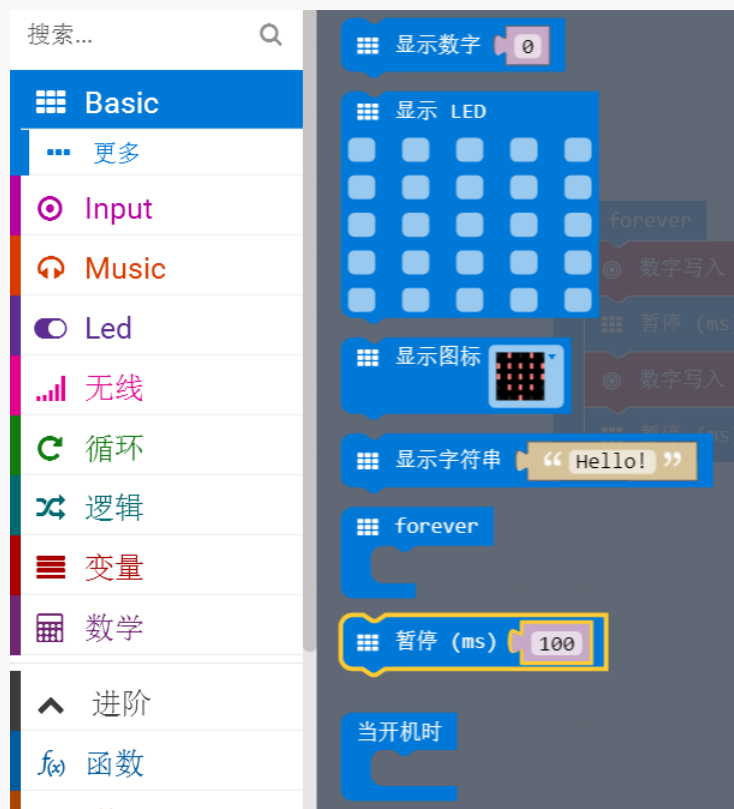 搜索...
Basic
更多
Input
Music
Led
无线
循环
逻辑
变量
数学
进阶
f(x) 函数
显示数字 0
显示 LED
显示图标
显示字符串 “ Hello! ”
forever
暂停 (ms) 100
当开机时
forever
数字写入
暂停 (ms
数字写入
暂停 (ms